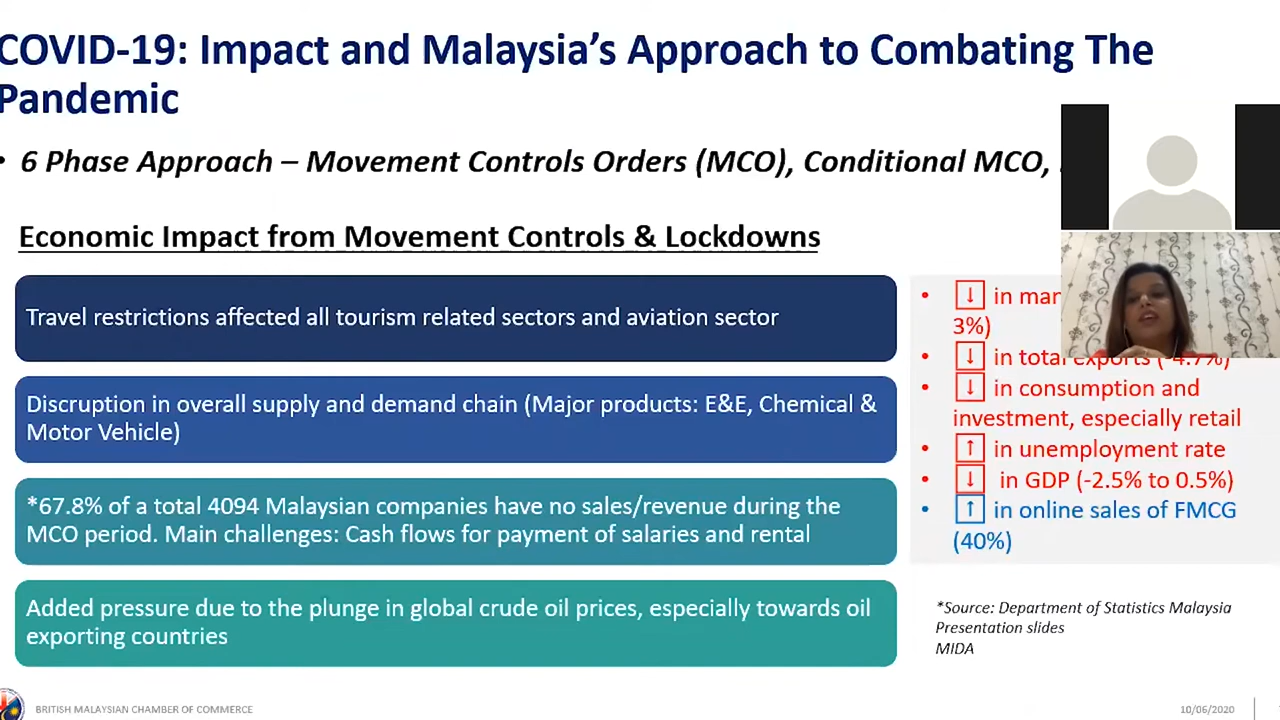 COVID-19: Impact and Malaysia's Approach to Combating The
Pandemic
• 6 Phase Approach – Movement Controls Orders (MCO), Conditional MCO,
Economic Impact from Movement Controls & Lockdowns
Travel restrictions affected all tourism related sectors and aviation sector
Discruption in overall supply and demand chain (Major products: E&E, Chemical &
Motor Vehicle)
*67.8% of a total 4094 Malaysian companies have no sales/revenue during the
MCO period. Main challenges: Cash flows for payment of salaries and rental
Added pressure due to the plunge in global crude oil prices, especially towards oil
exporting countries
• ↓ in
3%)
• ↓ in total exports (-4.7%)
• ↓ in consumption and
investment, especially retail
• ↑ in unemployment rate
• ↓ in GDP (-2.5% to 0.5%)
• ↑ in online sales of FMCG
(40%)
*Source: Department of Statistics Malaysia
Presentation slides
MIDA
BRITISH MALAYSIAN CHAMBER OF COMMERCE
10/06/2020